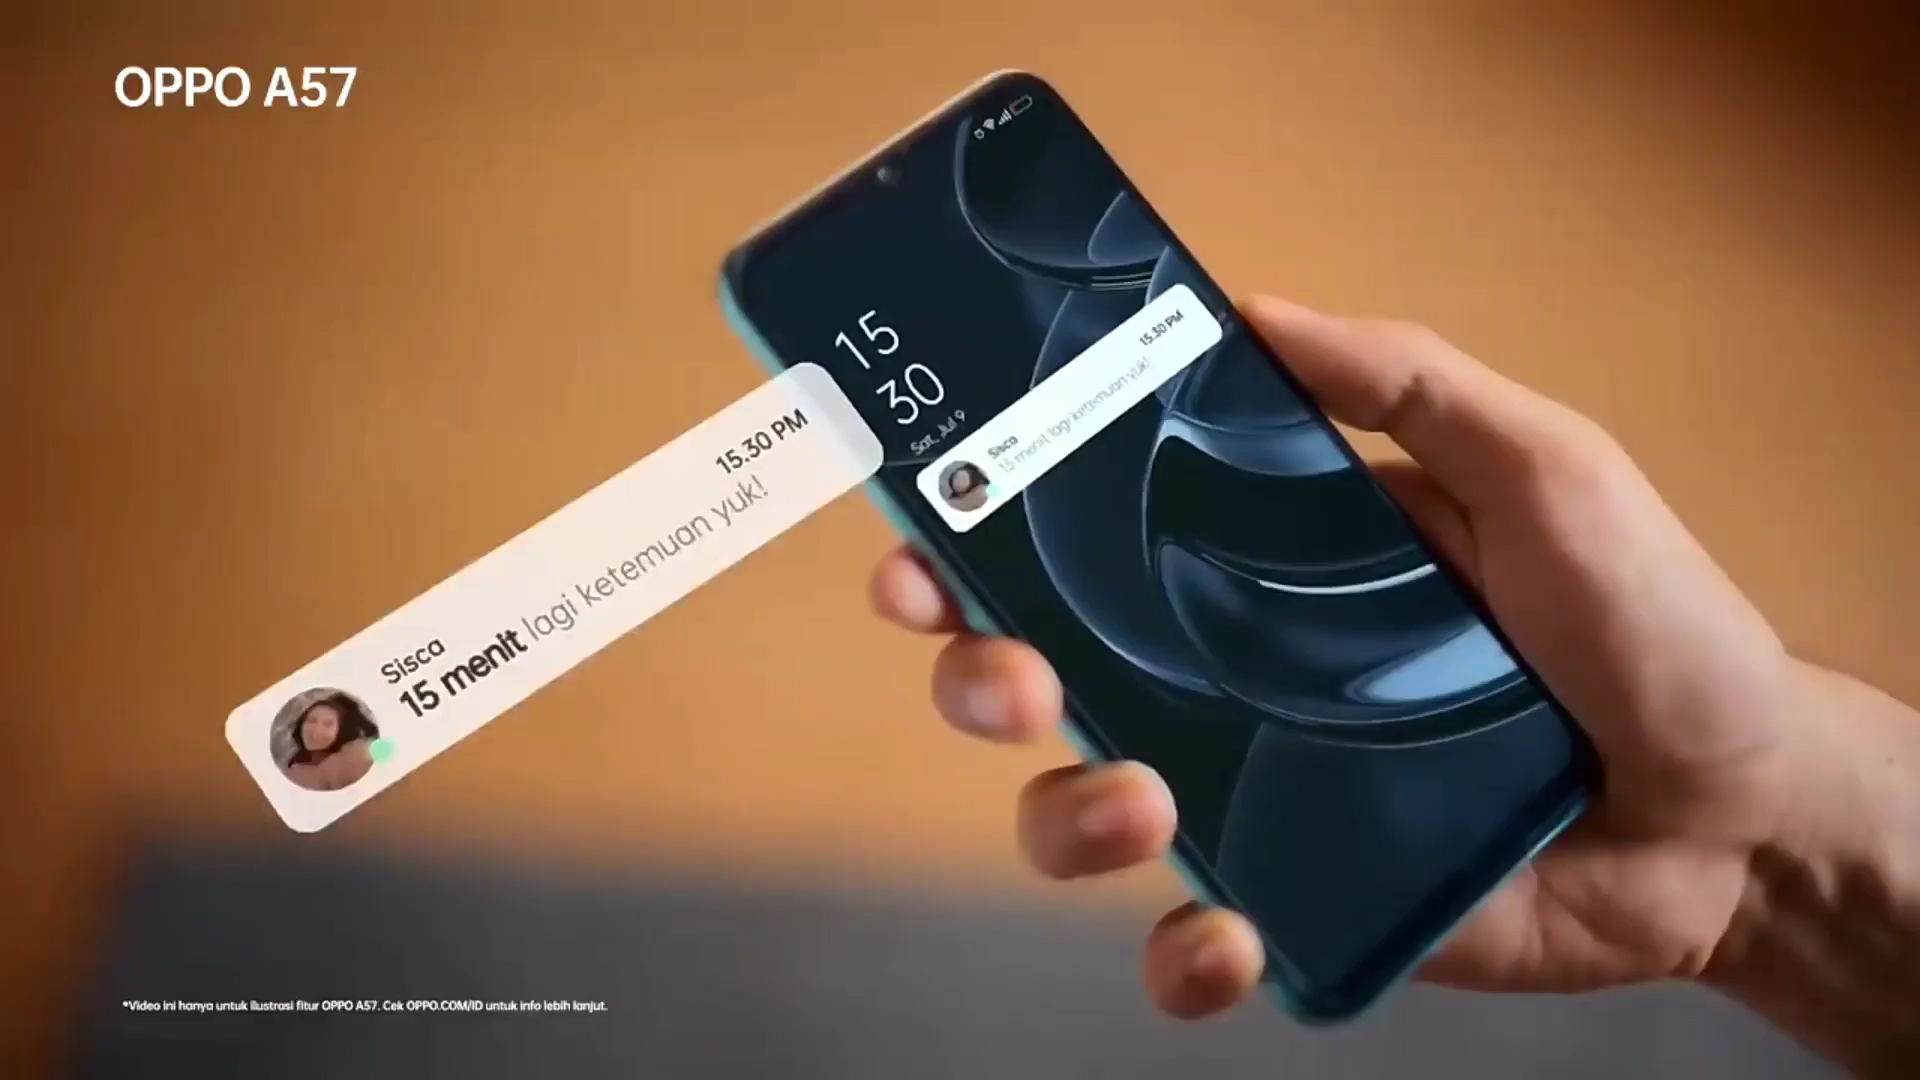 OPPO A57
15
30
Sat, Jul 9
15.30 PM
Sisca
15 menit lagi ketemuan yuk!
15.30 PM
Sisca
15 menit lagi ketemuan yuk!
*Video ini hanya untuk ilustrasi fitur OPPO A57. Cek OPPO.COM/ID untuk info lebih lanjut.